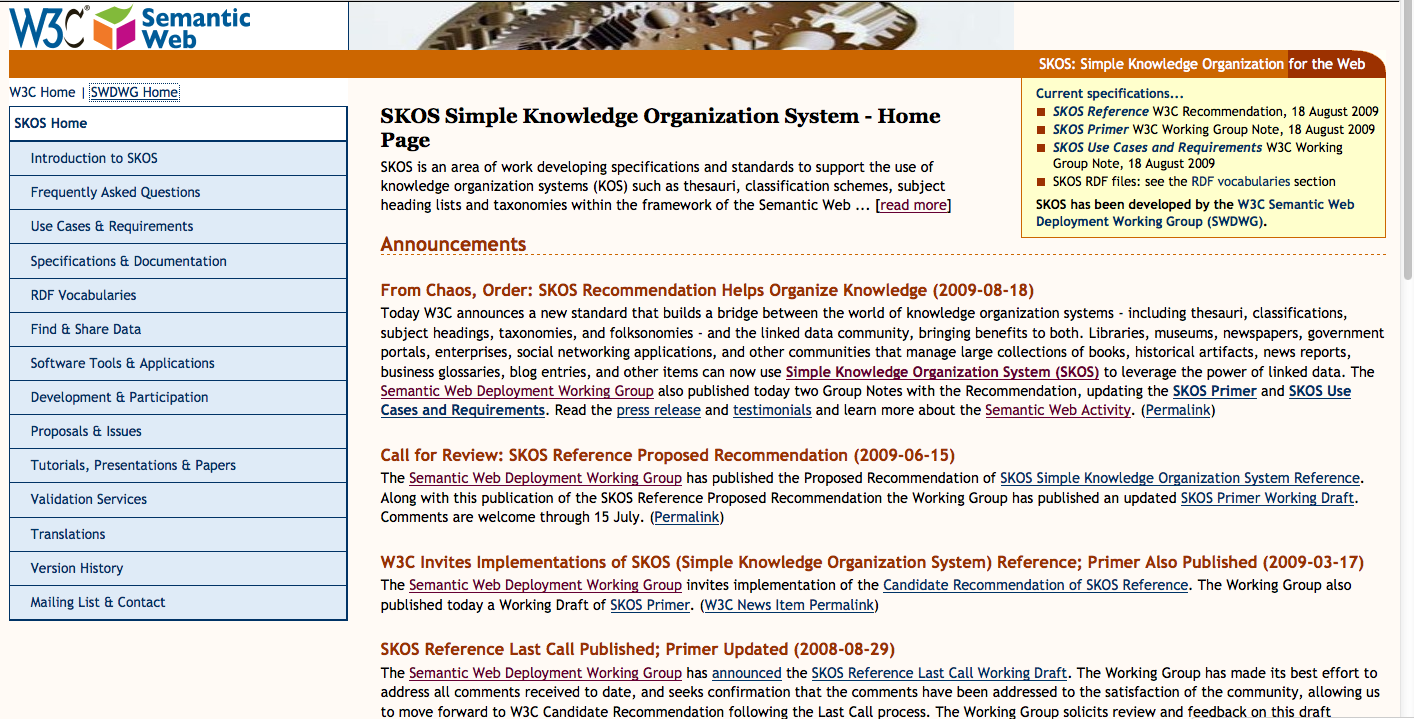 W3C® Semantic
Web
SKOS: Simple Knowledge Organization for the Web
W3C Home | SWDWG Home
SKOS Home
Introduction to SKOS
Frequently Asked Questions
Use Cases & Requirements
Specifications & Documentation
RDF Vocabularies
Find & Share Data
Software Tools & Applications
Development & Participation
Proposals & Issues
Tutorials, Presentations & Papers
Validation Services
Translations
Version History
Mailing List & Contact
Current specifications...
SKOS Reference W3C Recommendation, 18 August 2009
SKOS Primer W3C Working Group Note, 18 August 2009
SKOS Use Cases and Requirements W3C Working
Group Note, 18 August 2009
SKOS RDF files: see the RDF vocabularies section
SKOS has been developed by the W3C Semantic Web
Deployment Working Group (SWDWG).
SKOS Simple Knowledge Organization System - Home
Page
SKOS is an area of work developing specifications and standards to support the use of
knowledge organization systems (KOS) such as thesauri, classification schemes, subject
heading lists and taxonomies within the framework of the Semantic Web ... [read more]
Announcements
From Chaos, Order: SKOS Recommendation Helps Organize Knowledge (2009-08-18)
Today W3C announces a new standard that builds a bridge between the world of knowledge organization systems - including thesauri, classifications,
subject headings, taxonomies, and folksonomies - and the linked data community, bringing benefits to both. Libraries, museums, newspapers, government
portals, enterprises, social networking applications, and other communities that manage large collections of books, historical artifacts, news reports,
business glossaries, blog entries, and other items can now use Simple Knowledge Organization System (SKOS) to leverage the power of linked data. The
Semantic Web Deployment Working Group also published today two Group Notes with the Recommendation, updating the SKOS Primer and SKOS Use
Cases and Requirements. Read the press release and testimonials and learn more about the Semantic Web Activity. (Permalink)
Call for Review: SKOS Reference Proposed Recommendation (2009-06-15)
The Semantic Web Deployment Working Group has published the Proposed Recommendation of SKOS Simple Knowledge Organization System Reference.
Along with this publication of the SKOS Reference Proposed Recommendation the Working Group has published an updated SKOS Primer Working Draft.
Comments are welcome through 15 July. (Permalink)
W3C Invites Implementations of SKOS (Simple Knowledge Organization System) Reference; Primer Also Published (2009-03-17)
The Semantic Web Deployment Working Group invites implementation of the Candidate Recommendation of SKOS Reference. The Working Group also
published today a Working Draft of SKOS Primer. (W3C News Item Permalink)
SKOS Reference Last Call Published; Primer Updated (2008-08-29)
The Semantic Web Deployment Working Group has announced the SKOS Reference Last Call Working Draft. The Working Group has made its best effort to
address all comments received to date, and seeks confirmation that the comments have been addressed to the satisfaction of the community, allowing us
to move forward to W3C Candidate Recommendation following the Last Call process. The Working Group solicits review and feedback on this draft